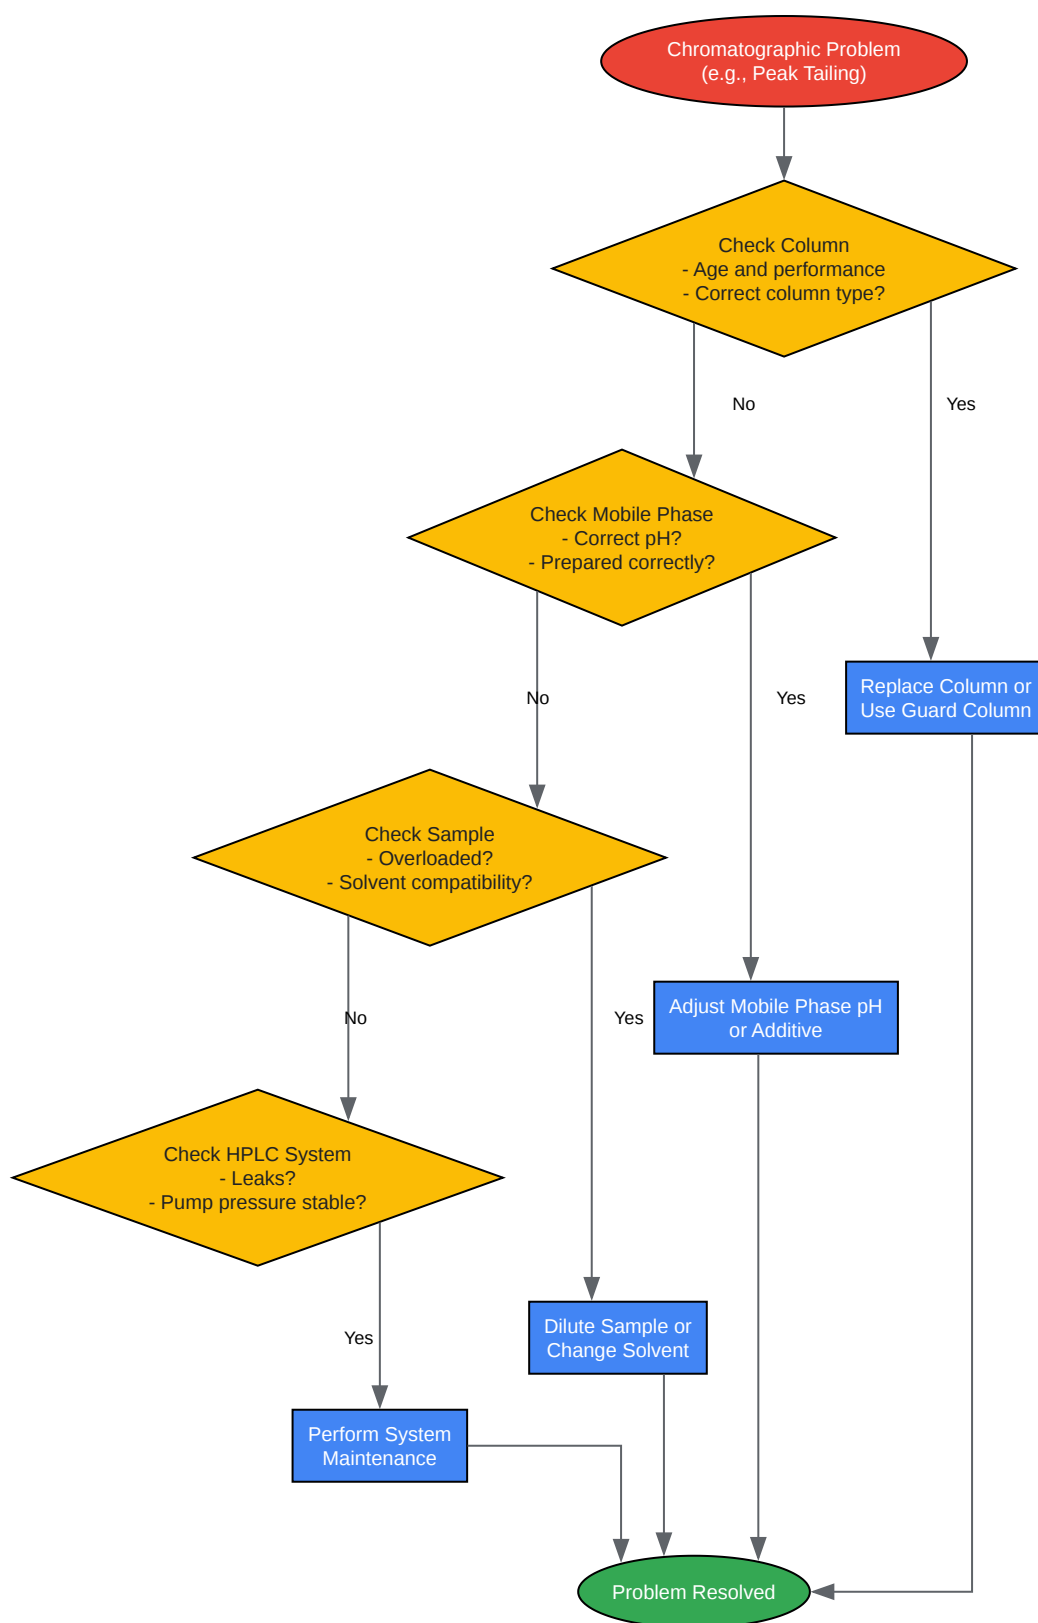 Chromatographic Problem
(e.g., Peak Tailing)
Check Column
- Age and performance
- Correct column type?
No
Yes
Check Mobile Phase
- Correct pH?
- Prepared correctly?
Replace Column or
Use Guard Column
No
Yes
Check Sample
- Overloaded?
- Solvent compatibility?
Adjust Mobile Phase pH
or Additive
No
Yes
Check HPLC System
- Leaks?
- Pump pressure stable?
Dilute Sample or
Change Solvent
Yes
Perform System
Maintenance
Problem Resolved